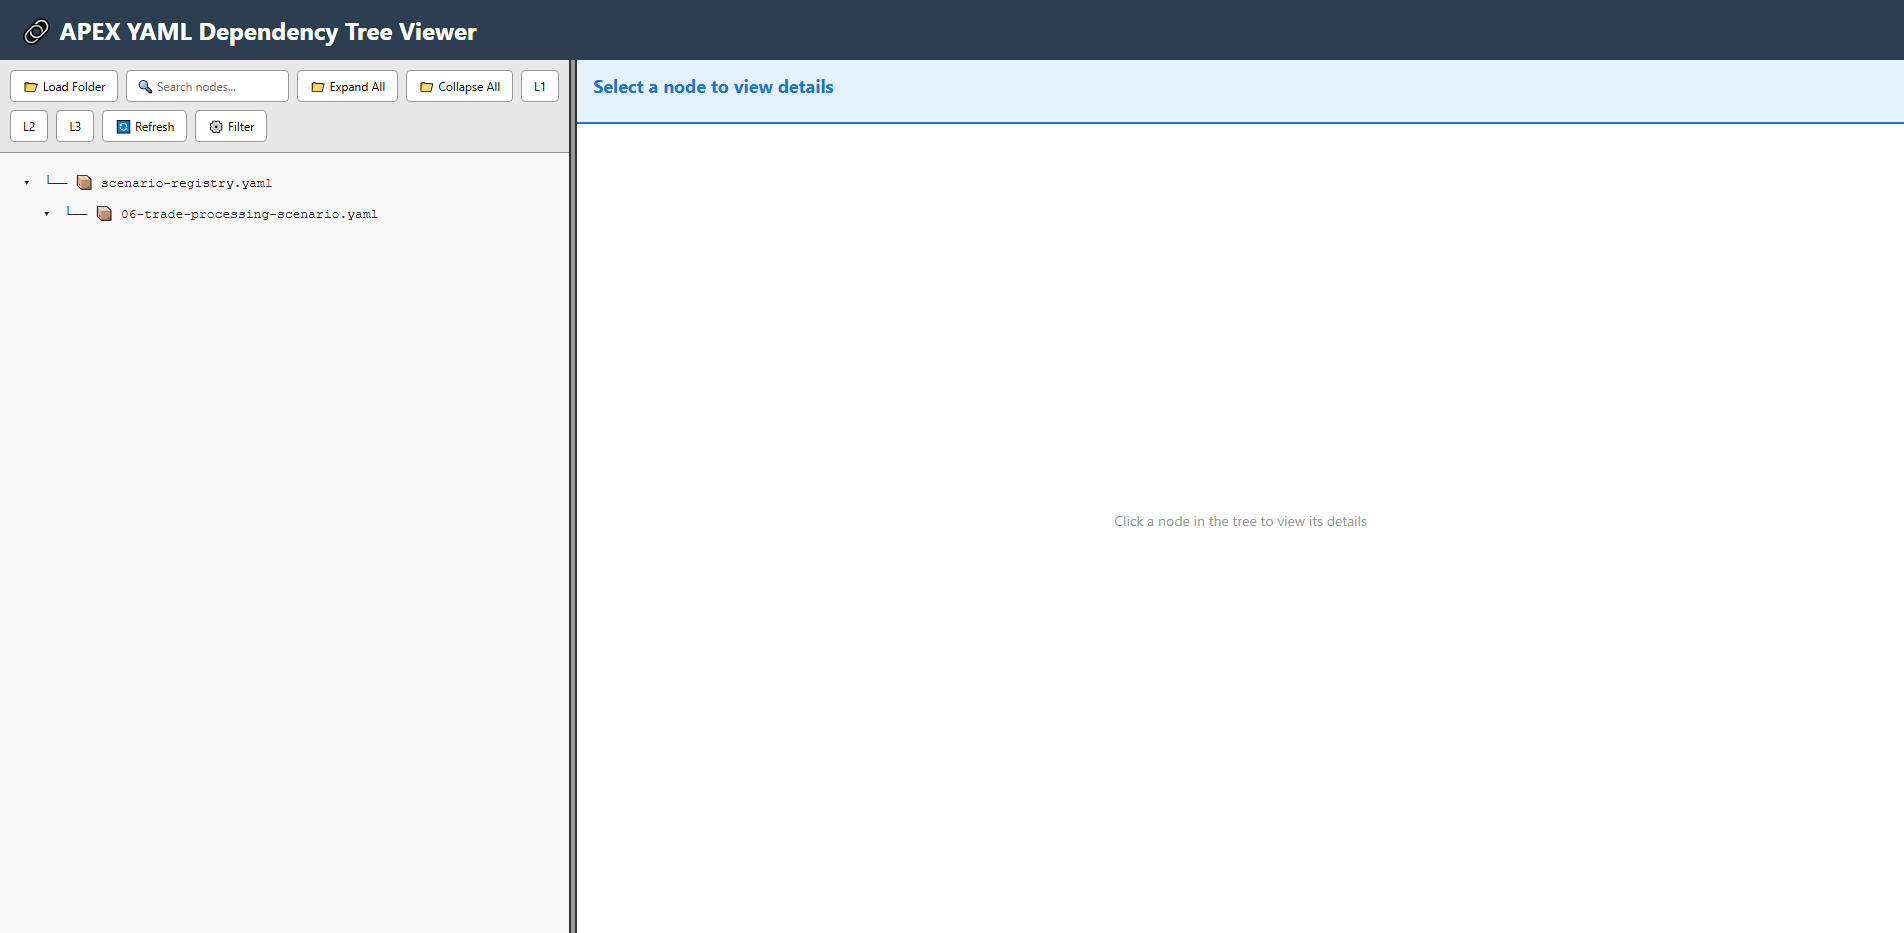 APEX YAML Dependency Tree Viewer
Load Folder
Search nodes...
Expand All
Collapse All
L1
L2
L3
Refresh
Filter
scenario-registry.yaml
06-trade-processing-scenario.yaml
Select a node to view details
Click a node in the tree to view its details